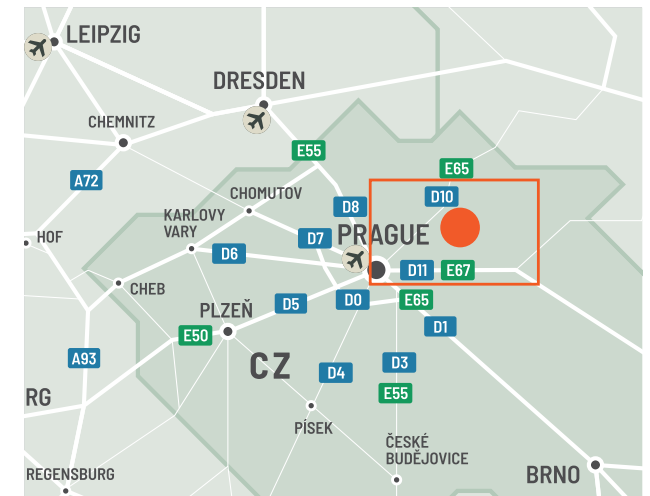 LEIPZIG
DRESDEN
CHEMNITZ
E55
E65
A72
CHOMUTOV
D10
D8
KARLOVY
VARY
D7
PRAGUE
HOF
D6
D11
E67
CHEB
D5
D0
E65
PLZEŇ
D1
E50
A93
CZ
D4
D3
E55
RG
PÍSEK
ČESKÉ
BUDĚJOVICE
REGENSBURG
BRNO